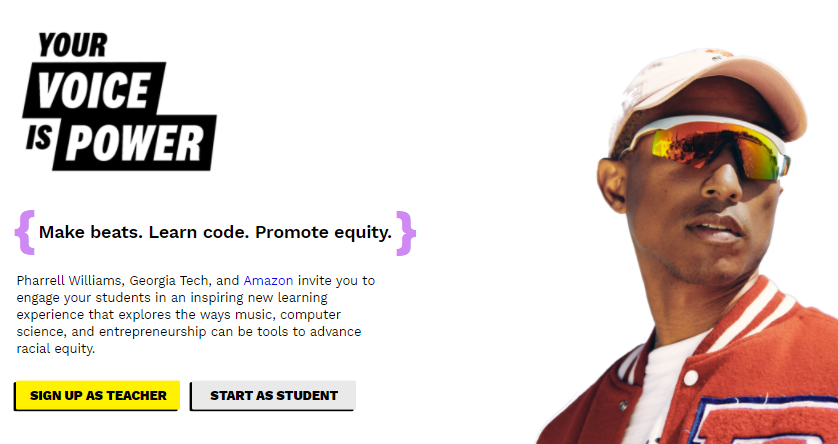 YOUR
VOICE
IS POWER
{ Make beats. Learn code. Promote equity. }
Pharrell Williams, Georgia Tech, and Amazon invite you to
engage your students in an inspiring new learning
experience that explores the ways music, computer
science, and entrepreneurship can be tools to advance
racial equity.
SIGN UP AS TEACHER
START AS STUDENT